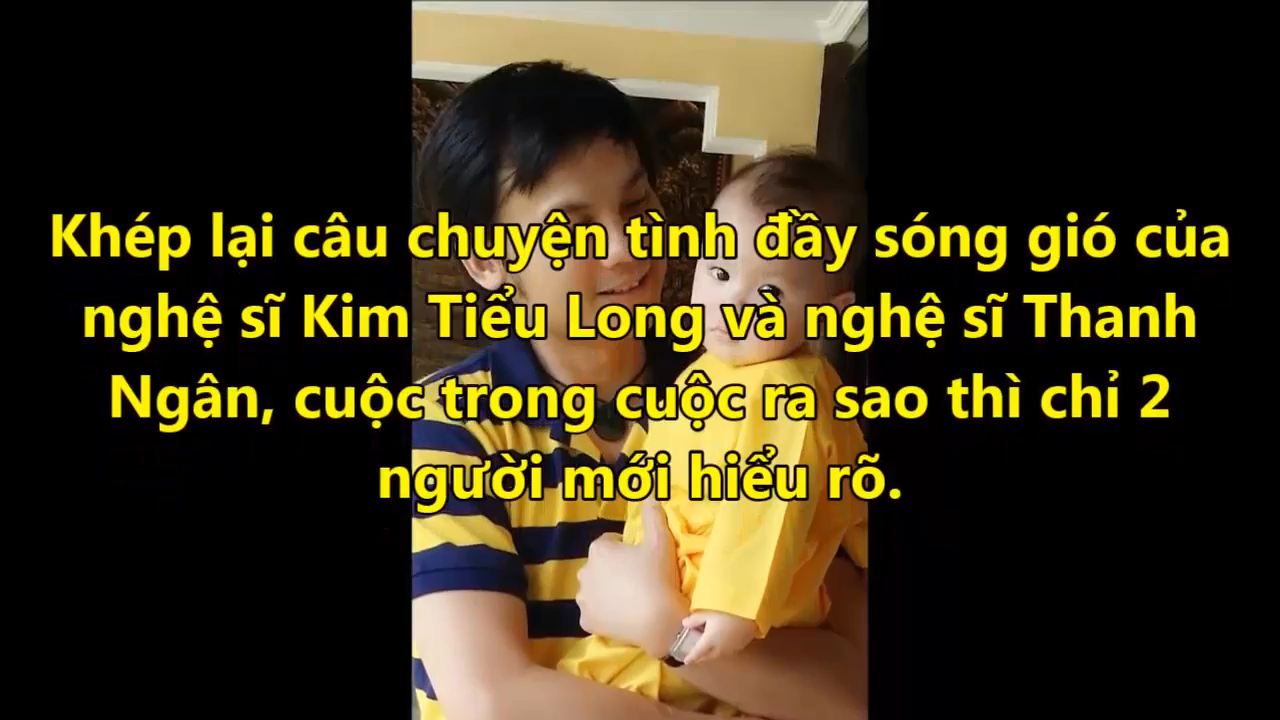 Khép lại câu chuyện tình đầy sóng gió của
nghệ sĩ Kim Tiểu Long và nghệ sĩ Thanh
Ngân, cuộc trong cuộc ra sao thì chỉ 2
người mới hiểu rõ.